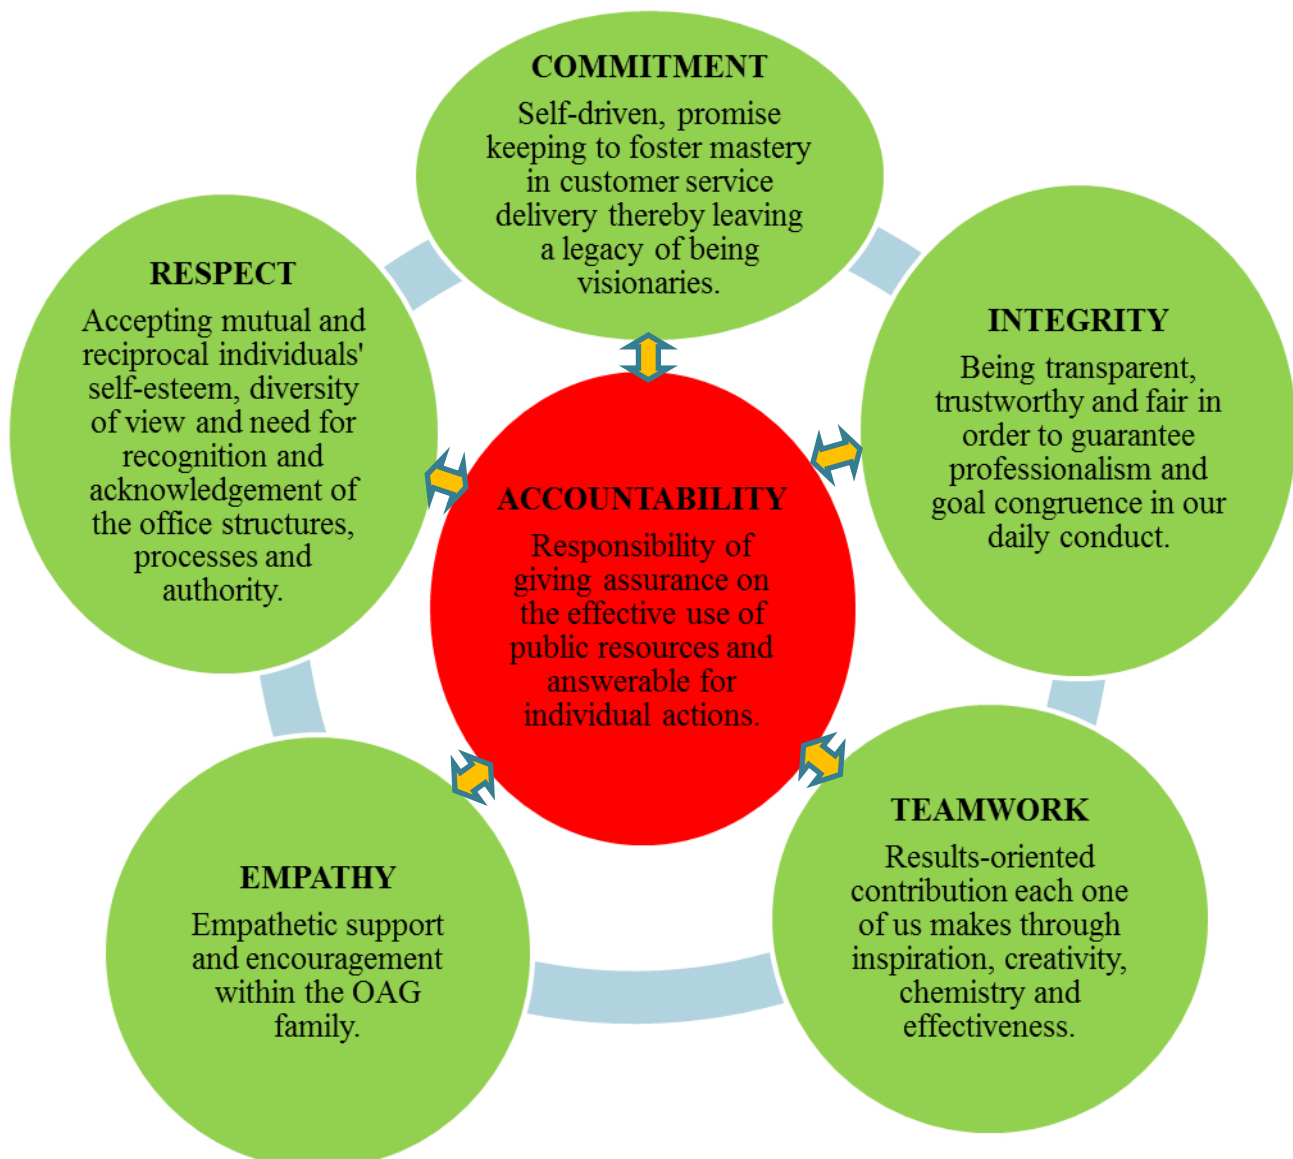 COMMITMENT
Self-driven, promise
keeping to foster mastery
in customer service
delivery thereby leaving
a legacy of being
visionaries.
RESPECT
Accepting mutual and
reciprocal individuals'
self-esteem, diversity
of view and need for
recognition and
acknowledgement of
the office structures,
processes and
authority.
INTEGRITY
Being transparent,
trustworthy and fair in
order to guarantee
professionalism and
goal congruence in our
daily conduct.
ACCOUNTABILITY
Responsibility of
giving assurance on
the effective use of
public resources and
answerable for
individual actions.
EMPATHY
Empathetic support
and encouragement
within the OAG
family.
TEAMWORK
Results-oriented
contribution each one
of us makes through
inspiration, creativity,
chemistry and
effectiveness.